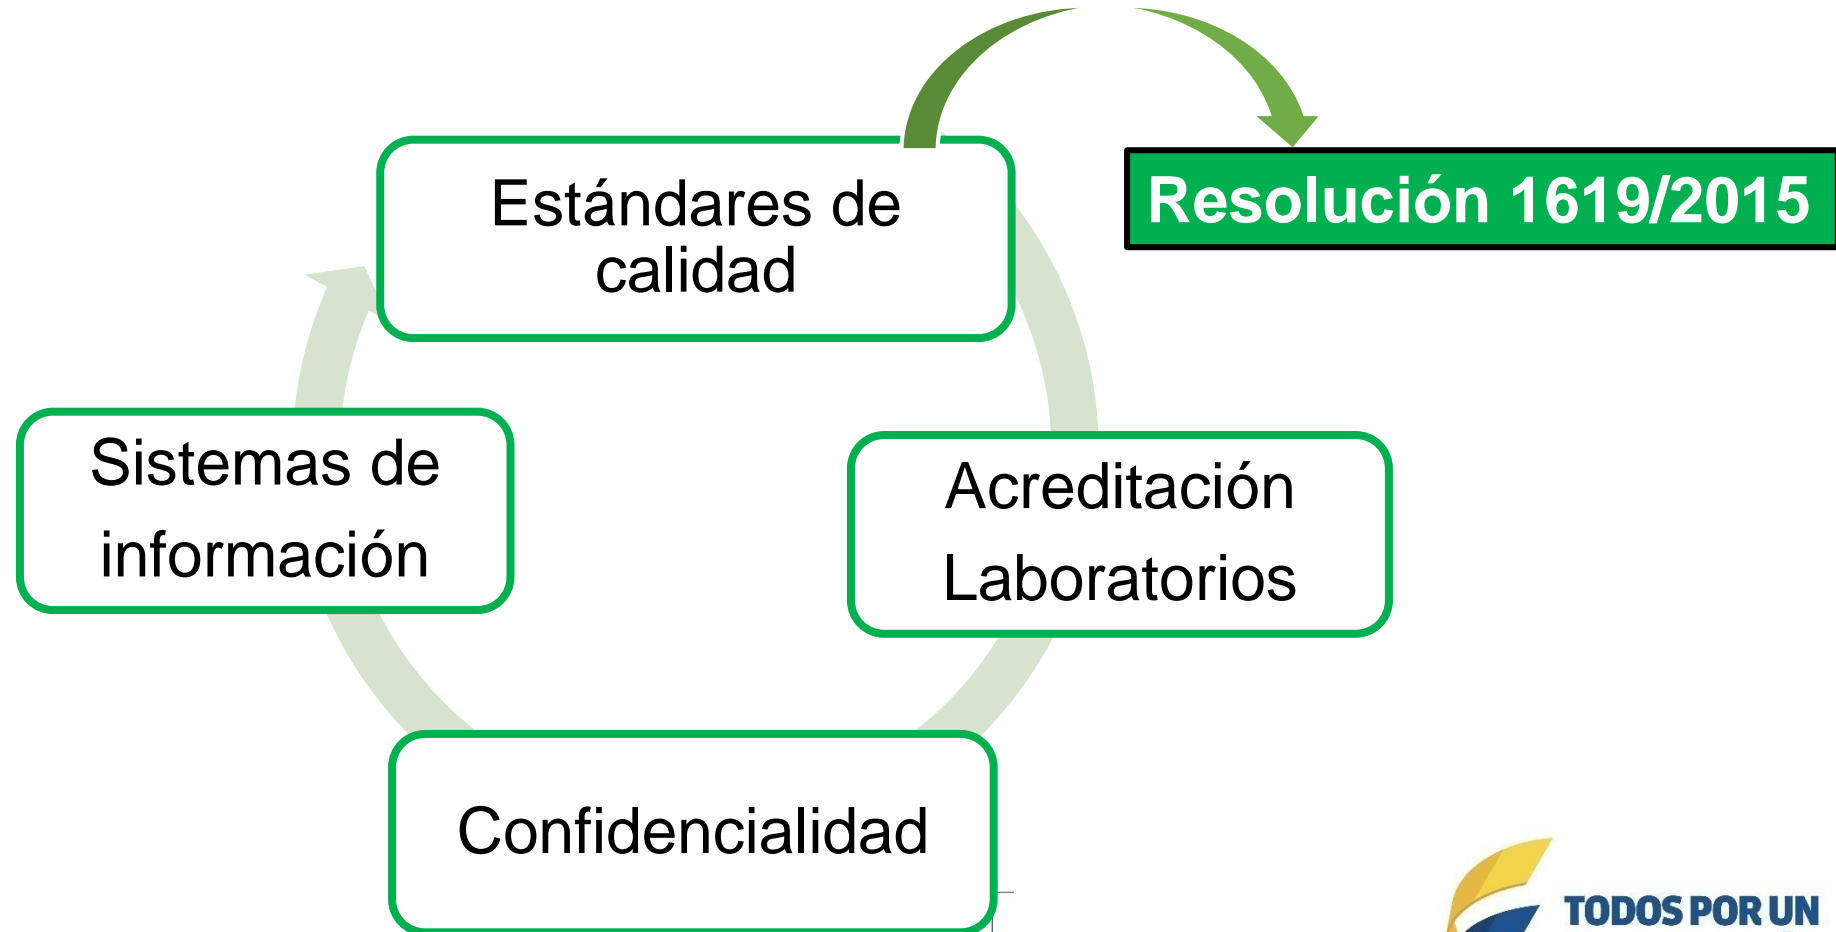 Estándares de
calidad
Resolución 1619/2015
Sistemas de
información
Acreditación
Laboratorios
Confidencialidad
TODOS POR UN